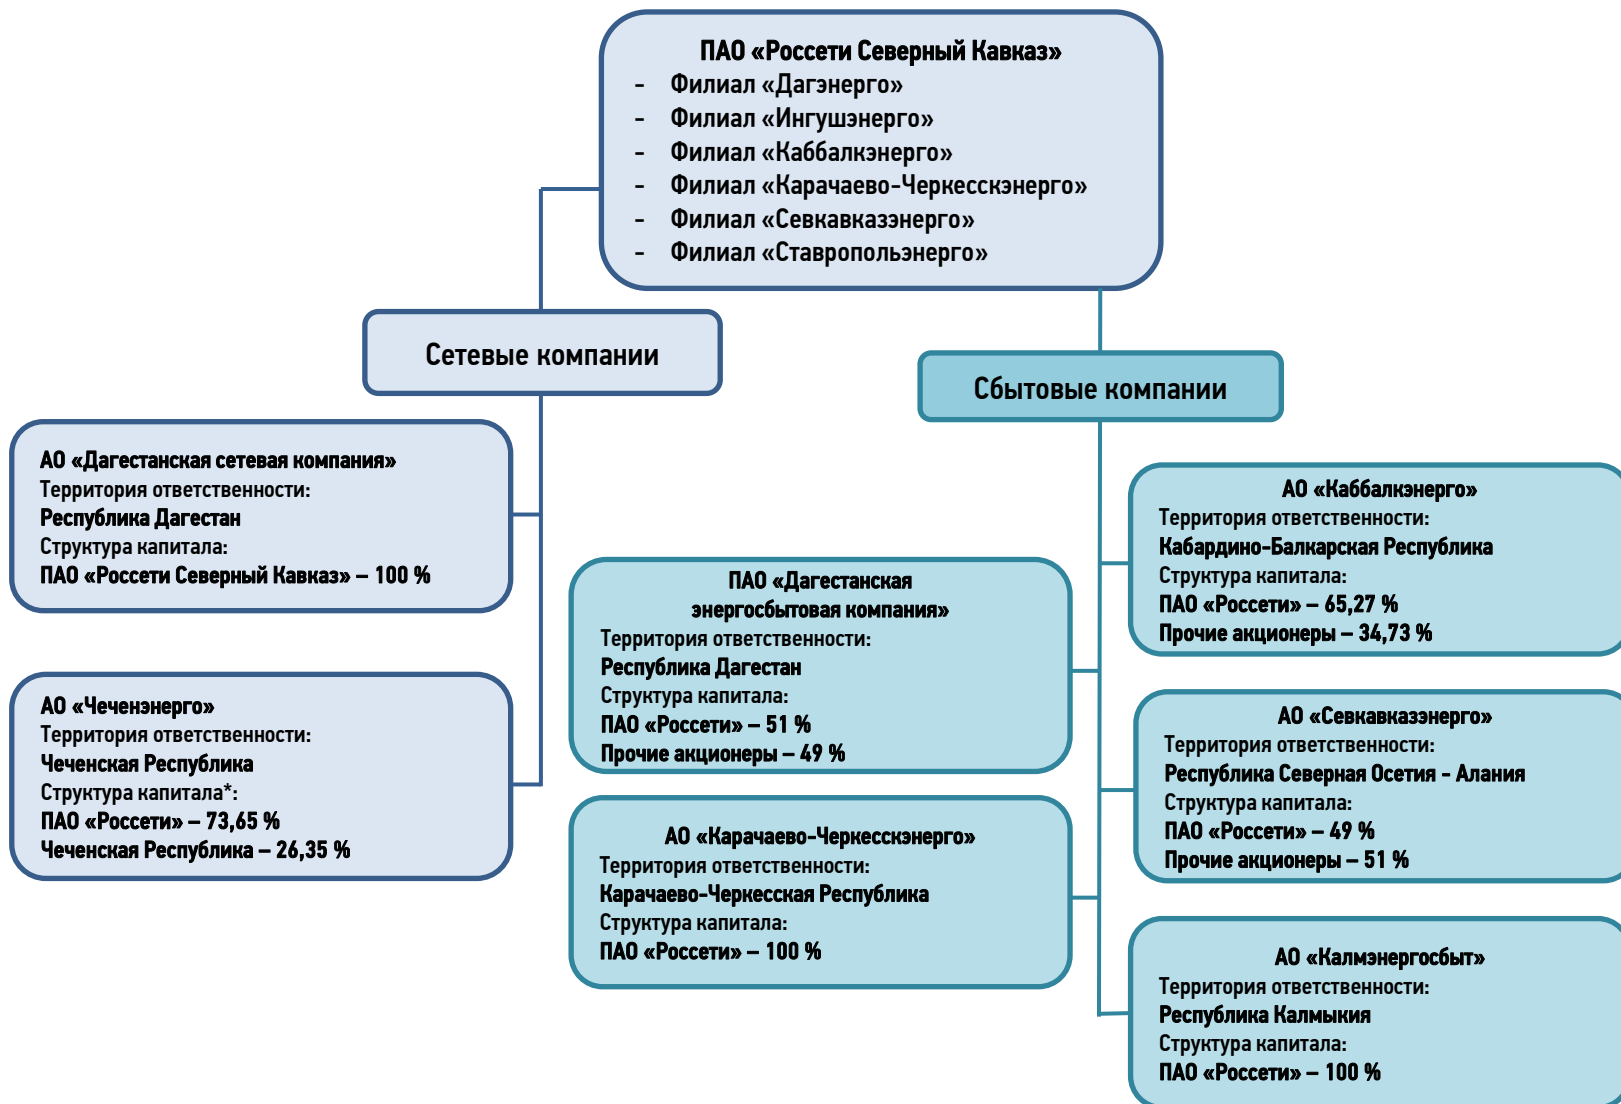 ПАО «Россети Северный Кавказ»
- Филиал «Дагэнерго»
- Филиал «Ингушэнерго»
- Филиал «Каббалкэнерго»
- Филиал «Карачаево-Черкесскэнерго»
- Филиал «Севкавказэнерго»
- Филиал «Ставропольэнерго»
Сетевые компании
Сбытовые компании
АО «Дагестанская сетевая компания»
Территория ответственности:
Республика Дагестан
Структура капитала:
ПАО «Россети Северный Кавказ» – 100 %
АО «Чеченэнерго»
Территория ответственности:
Чеченская Республика
Структура капитала*:
ПАО «Россети» – 73,65 %
Чеченская Республика – 26,35 %
ПАО «Дагестанская
энергосбытовая компания»
Территория ответственности:
Республика Дагестан
Структура капитала:
ПАО «Россети» – 51 %
Прочие акционеры – 49 %
АО «Карачаево-Черкесскэнерго»
Территория ответственности:
Карачаево-Черкесская Республика
Структура капитала:
ПАО «Россети» – 100 %
АО «Каббалкэнерго»
Территория ответственности:
Кабардино-Балкарская Республика
Структура капитала:
ПАО «Россети» – 65,27 %
Прочие акционеры – 34,73 %
АО «Севкавказэнерго»
Территория ответственности:
Республика Северная Осетия - Алания
Структура капитала:
ПАО «Россети» – 49 %
Прочие акционеры – 51 %
АО «Калмэнергосбыт»
Территория ответственности:
Республика Калмыкия
Структура капитала:
ПАО «Россети» – 100 %